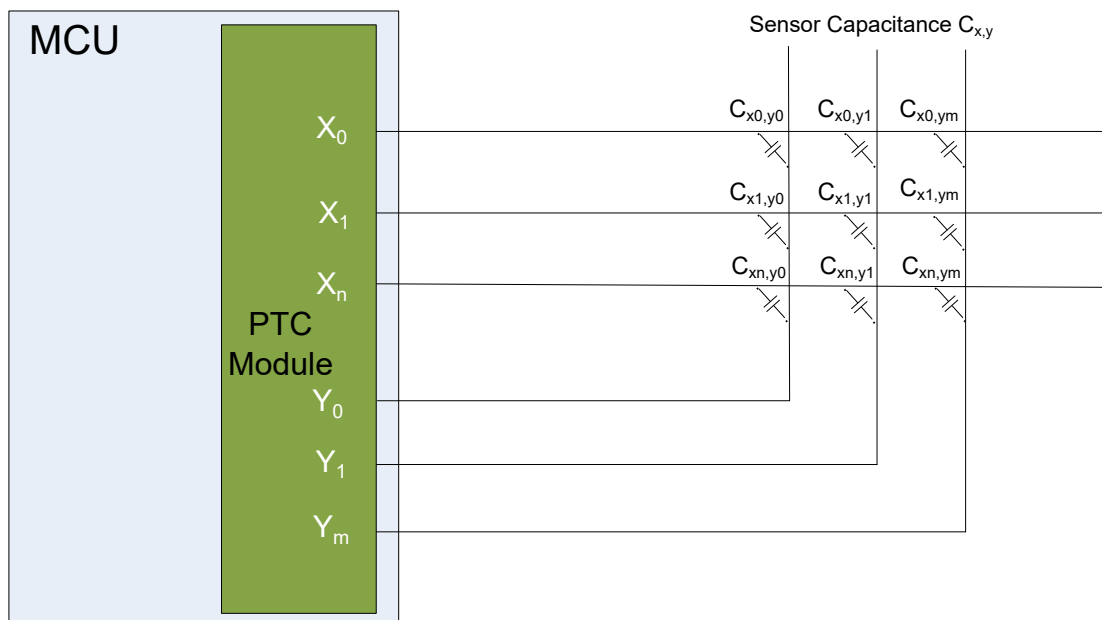 MCU
Sensor Capacitance Cx,y
X0
Cx0,y0 Cx0,y1 Cx0,ym
X1
Cx1,y0 Cx1,y1 Cx1,ym
Xn
Cxn,y0 Cxn,y1 Cxn,ym
PTC
Module
Y0
Y1
Ym